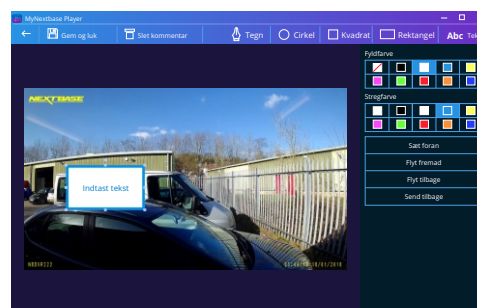 MyNextbase Player
Gem og luk
Slet kommentar
Tegn
Cirkel
Kvadrat
Rektangel
Abc Tek
Fyldfarve
Stregfarve
Sæt foran
Flyt fremad
Flyt tilbage
Send tilbage
NEXTBASE
Indtast tekst